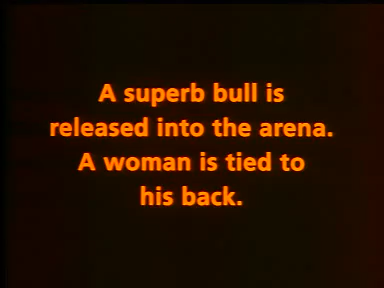 A superb bull is
released into the arena.
A woman is tied to
his back.